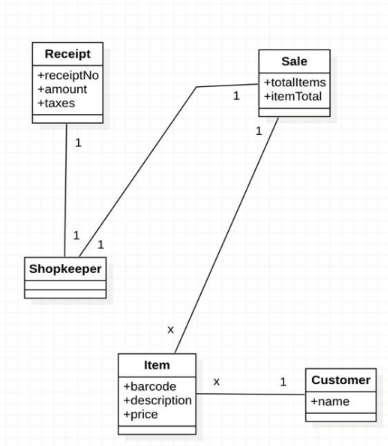 Receipt
+receiptNo
+amount
+taxes
1
Sale
+totalItems
+itemTotal
1
1
1
1
Shopkeeper
x
Item
+barcode
+description
+price
x
1
Customer
+name